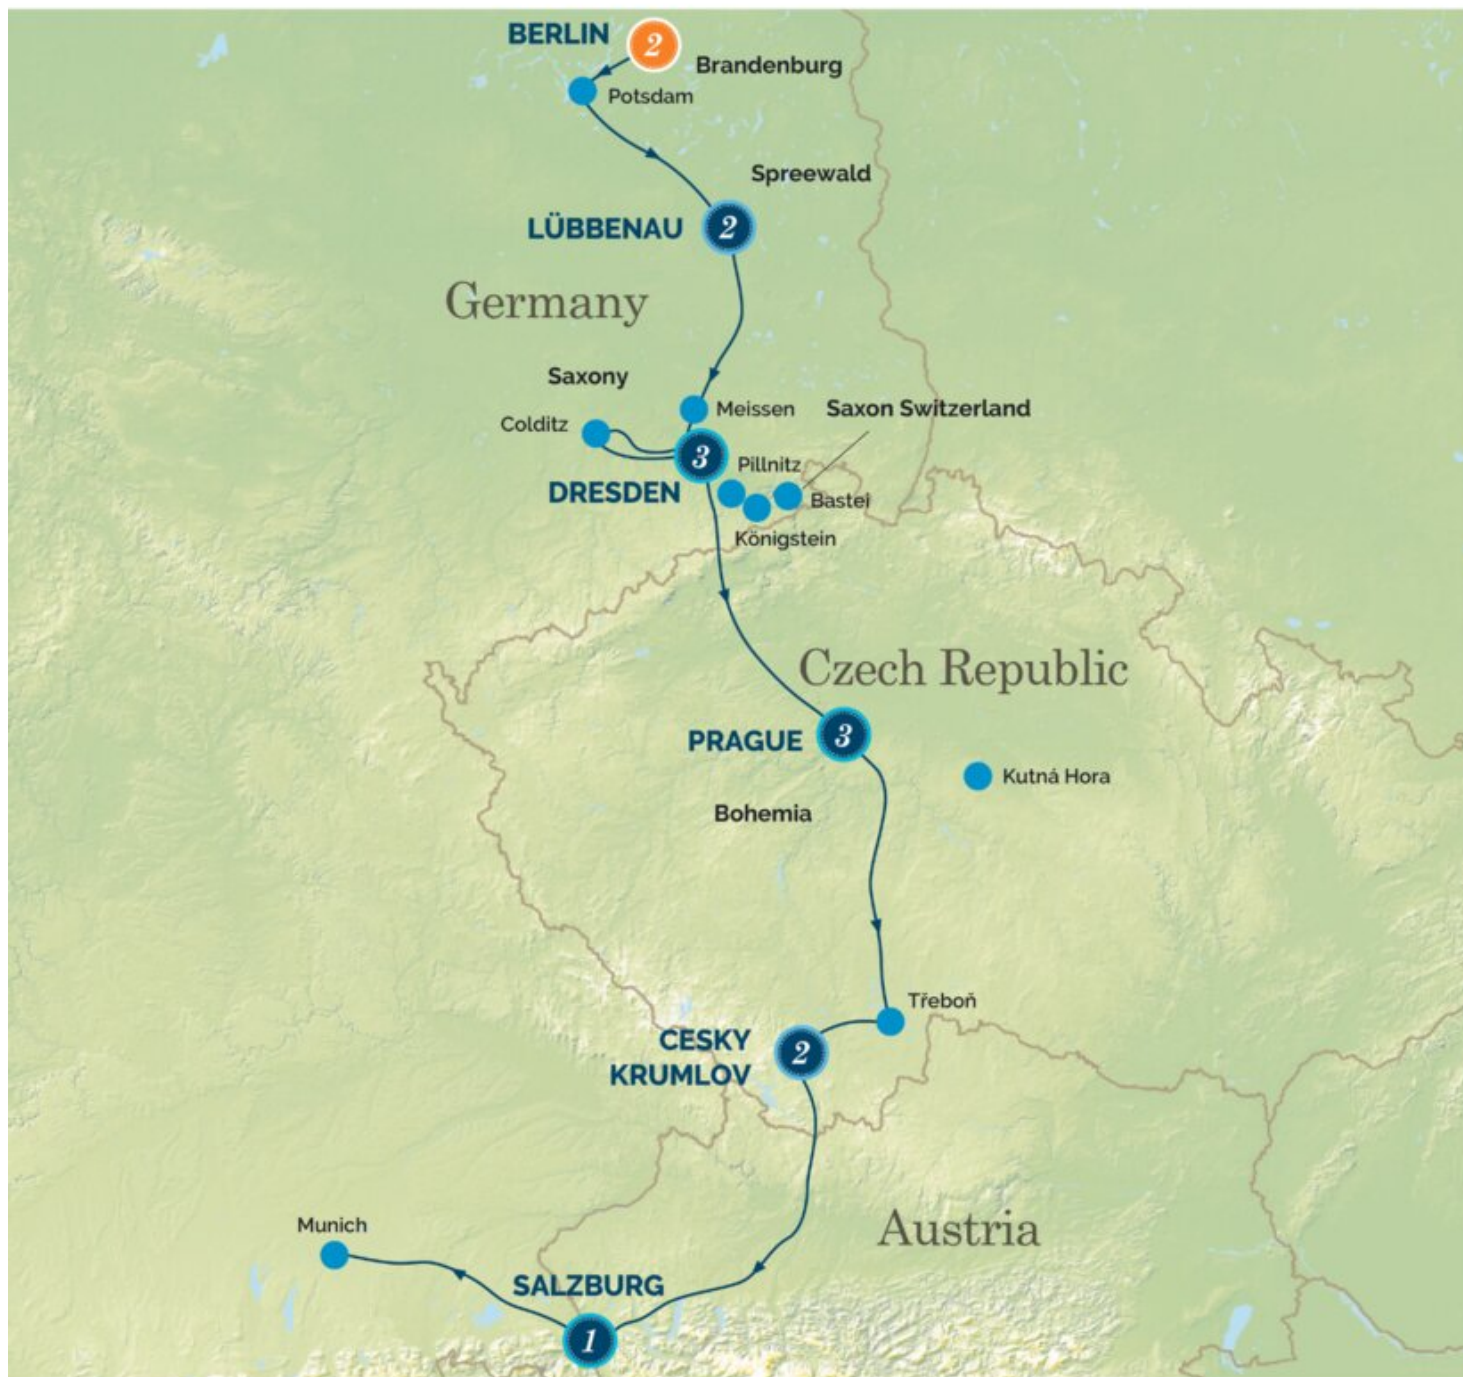 BERLIN
2
Brandenburg
Potsdam
Spreewald
LÜBBENAU
2
Germany
Saxony
Meissen
Saxon Switzerland
Colditz
3
Pillnitz
DRESDEN
Bastei
Königstein
Czech Republic
PRAGUE
3
Kutná Hora
Bohemia
Třeboň
CESKY
KRUMLOV
2
Munich
Austria
SALZBURG
1